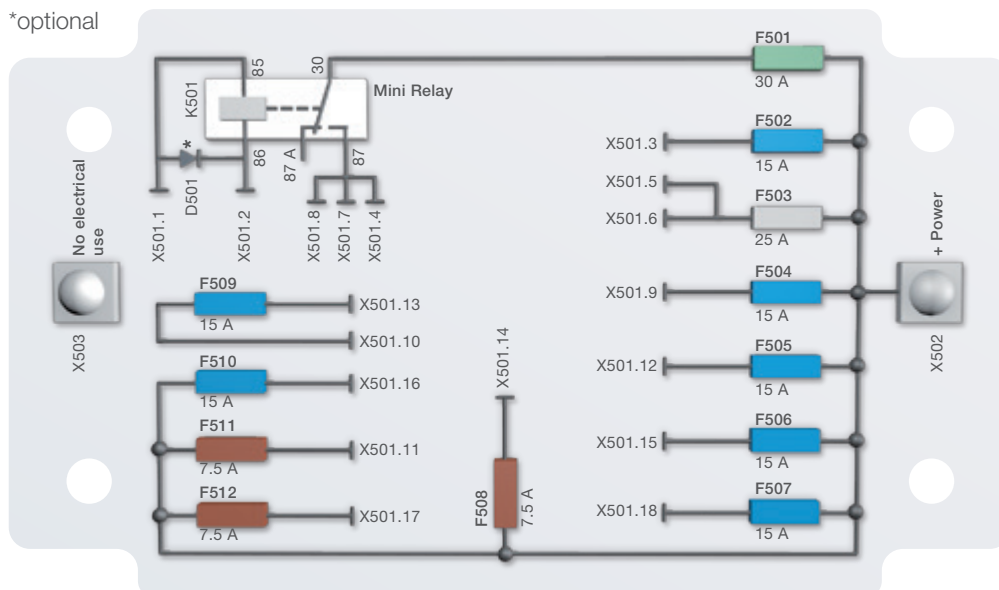 *optional
K501
85
30
Mini Relay
86
87 A
87
D501
*
X501.1
X501.2
X501.8
X501.7
X501.4
F501
30 A
X501.3
F502
15 A
X501.5
X501.6
F503
25 A
No electrical
use
X503
+ Power
X502
X501.9
F504
15 A
F509
15 A
X501.13
X501.10
F510
15 A
X501.16
F511
7.5 A
X501.11
F512
7.5 A
X501.17
X501.14
F508
7.5 A
X501.12
F505
15 A
X501.15
F506
15 A
X501.18
F507
15 A